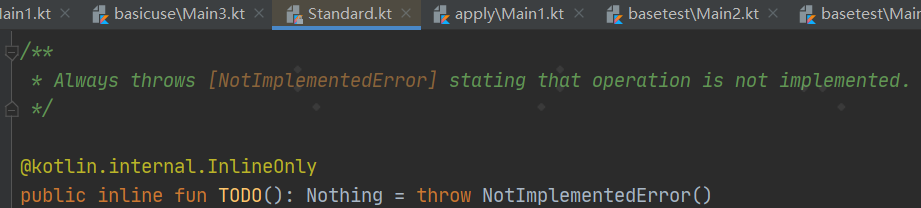 lain1.kt basicuse\Main3.kt Standard.kt apply\Main1.kt basetest\Main2.kt basetest\Main
/**
* Always throws [NotImplementedError] stating that operation is not implemented.
*/
@kotlin.internal.InlineOnly
public inline fun TODO(): Nothing = throw NotImplementedError()